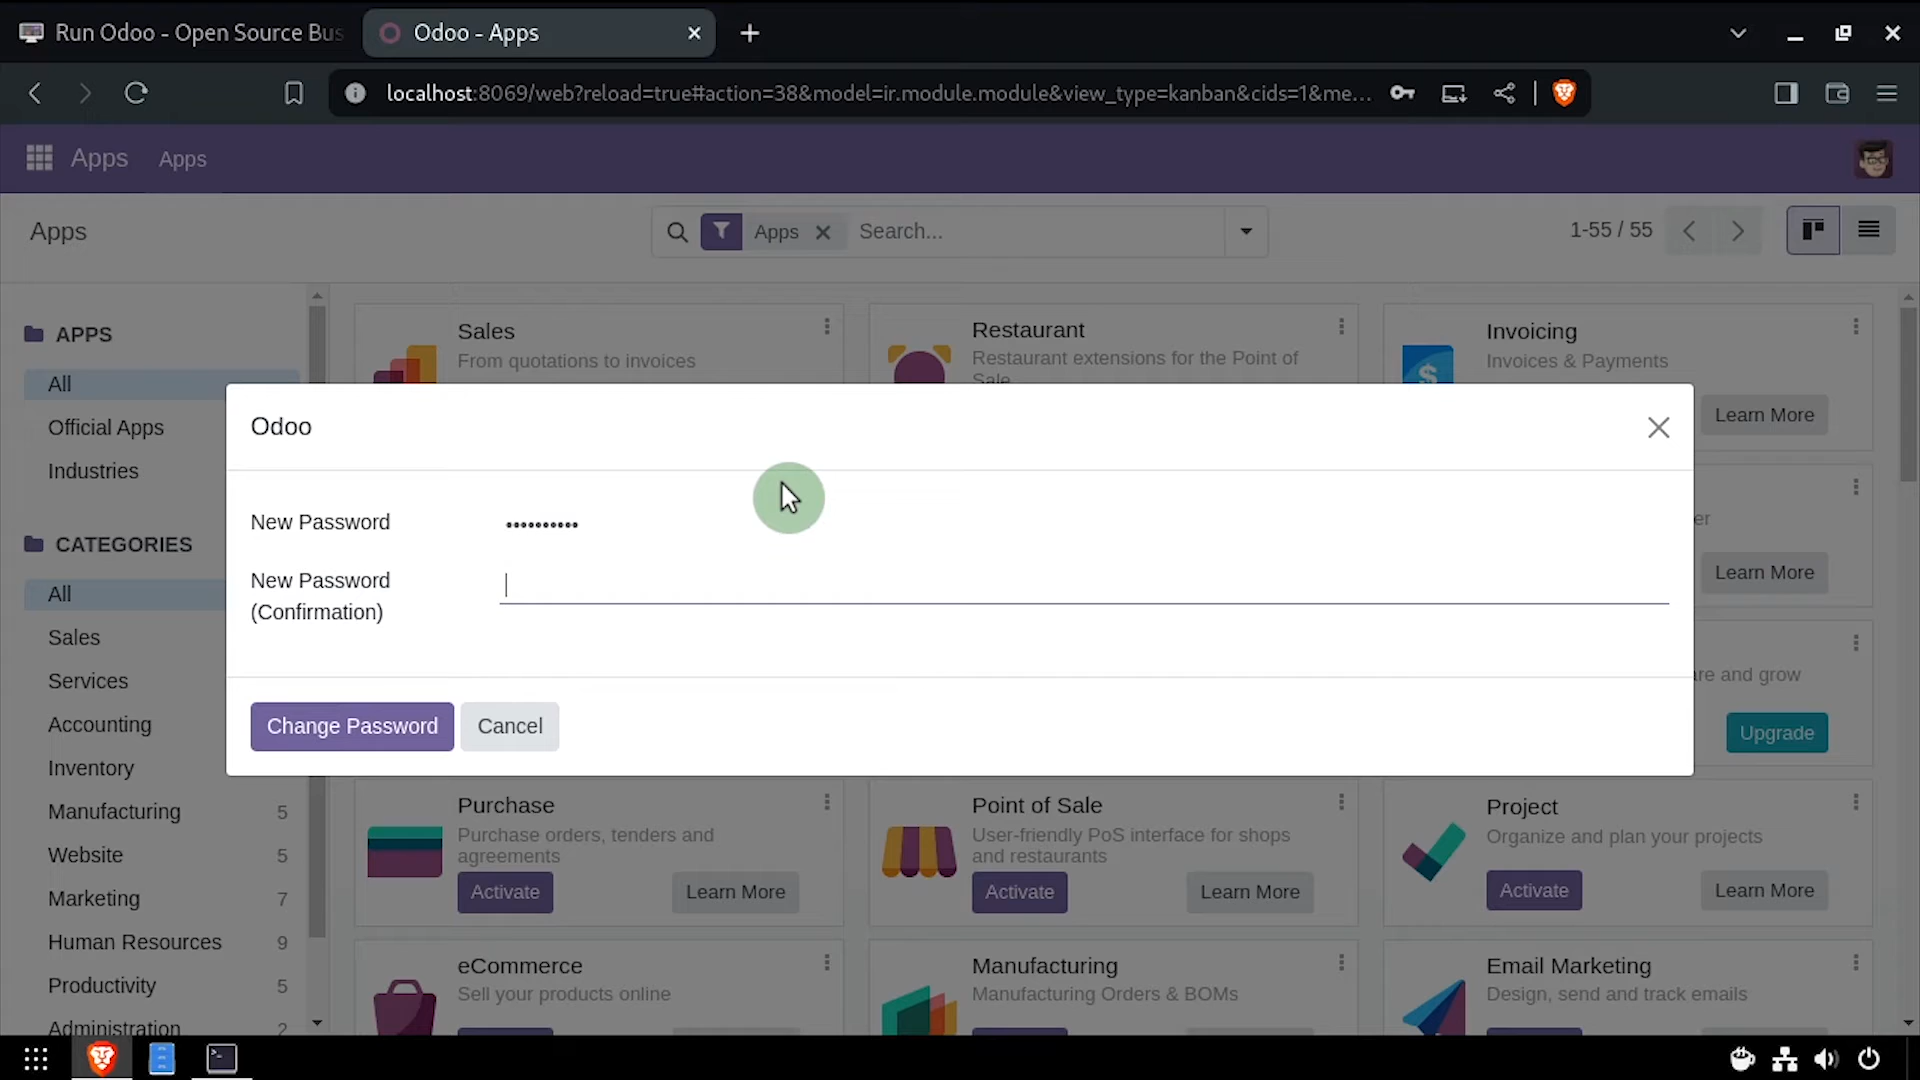 Run Odoo - Open Source Bus
Odoo - Apps
localhost:8069/web?reload=true#action=38&model=ir.module.module&view_type=kanban&cids=1&me...
Apps
Apps
Apps
Apps
Search...
1-55 / 55
APPS
All
Official Apps
Industries
CATEGORIES
All
Sales
Services
Accounting
Inventory
Manufacturing 5
Website 5
Marketing 7
Human Resources 9
Productivity 5
Administration 2
Sales
From quotations to invoices
Restaurant
Restaurant extensions for the Point of
Sale
Invoicing
Invoices & Payments
Learn More
Learn More
re and grow
Upgrade
Odoo
New Password
••••••••••
New Password
(Confirmation)
Change Password
Cancel
Purchase
Purchase orders, tenders and
agreements
Activate
Learn More
Point of Sale
User-friendly PoS interface for shops
and restaurants
Activate
Learn More
Project
Organize and plan your projects
Activate
Learn More
eCommerce
Sell your products online
Manufacturing
Manufacturing Orders & BOMs
Email Marketing
Design, send and track emails